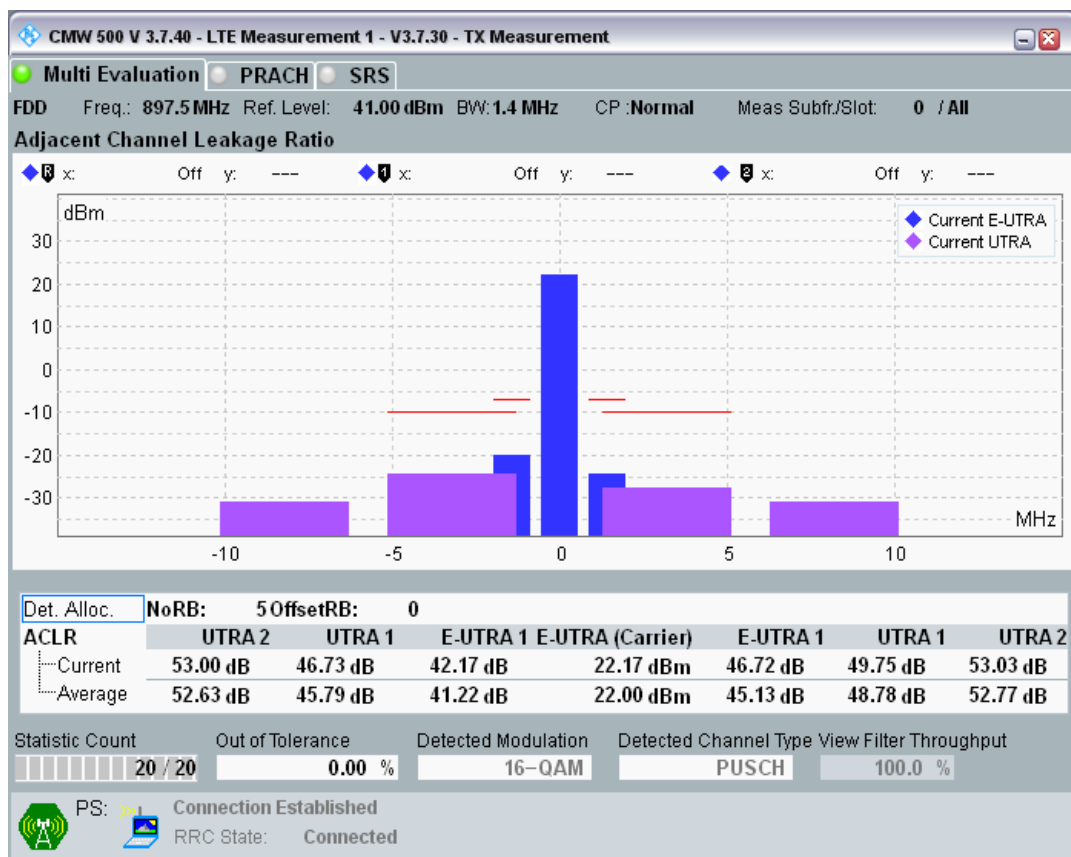 CMW 500 V 3.7.40 - LTE Measurement 1 - V3.7.30 - TX Measurement
Multi Evaluation PRACH SRS
FDD Freq.: 897.5 MHz Ref. Level: 41.00 dBm BW: 1.4 MHz CP :Normal Meas Subfr./Slot: 0 / All
Adjacent Channel Leakage Ratio
R x: Off y: --- 1 x: Off y: --- 2 x: Off y: ---
dBm
Current E-UTRA
Current UTRA
30
20
10
0
-10
-20
-30
MHz
-10 -5 0 5 10
Det. Alloc. NoRB: 5 OffsetRB: 0
ACLR UTRA 2 UTRA 1 E-UTRA 1 E-UTRA (Carrier) E-UTRA 1 UTRA 1 UTRA 2
Current 53.00 dB 46.73 dB 42.17 dB 22.17 dBm 46.72 dB 49.75 dB 53.03 dB
Average 52.63 dB 45.79 dB 41.22 dB 22.00 dBm 45.13 dB 48.78 dB 52.77 dB
Statistic Count Out of Tolerance Detected Modulation Detected Channel Type View Filter Throughput
20 / 20 0.00 % 16-QAM PUSCH 100.0 %
PS: Connection Established
RRC State: Connected